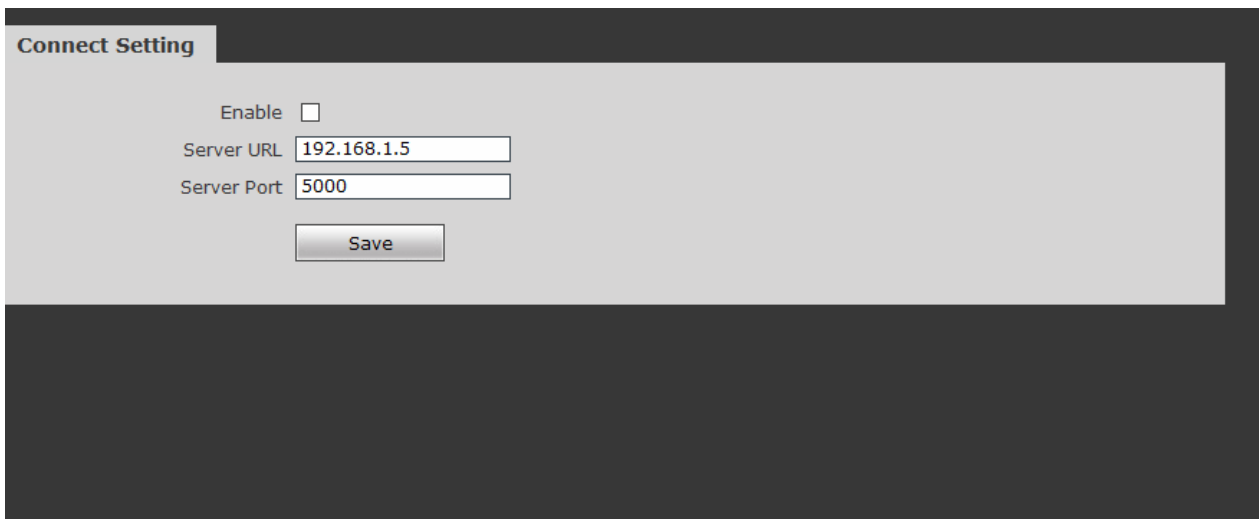 Connect Setting
Enable
Server URL 192.168.1.5
Server Port 5000
Save